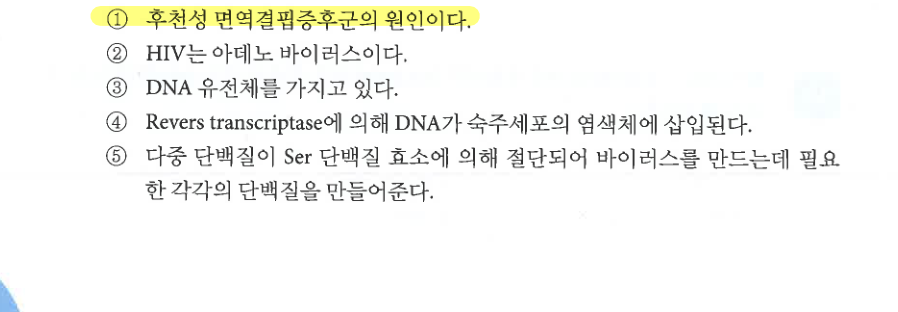 ① 후천성 면역결핍증후군의 원인이다.
② HIV는 아데노 바이러스이다.
③ DNA 유전체를 가지고 있다.
④ Revers transcriptase에 의해 DNA가 숙주세포의 염색체에 삽입된다.
⑤ 다중 단백질이 Ser 단백질 효소에 의해 절단되어 바이러스를 만드는데 필요
한 각각의 단백질을 만들어준다.